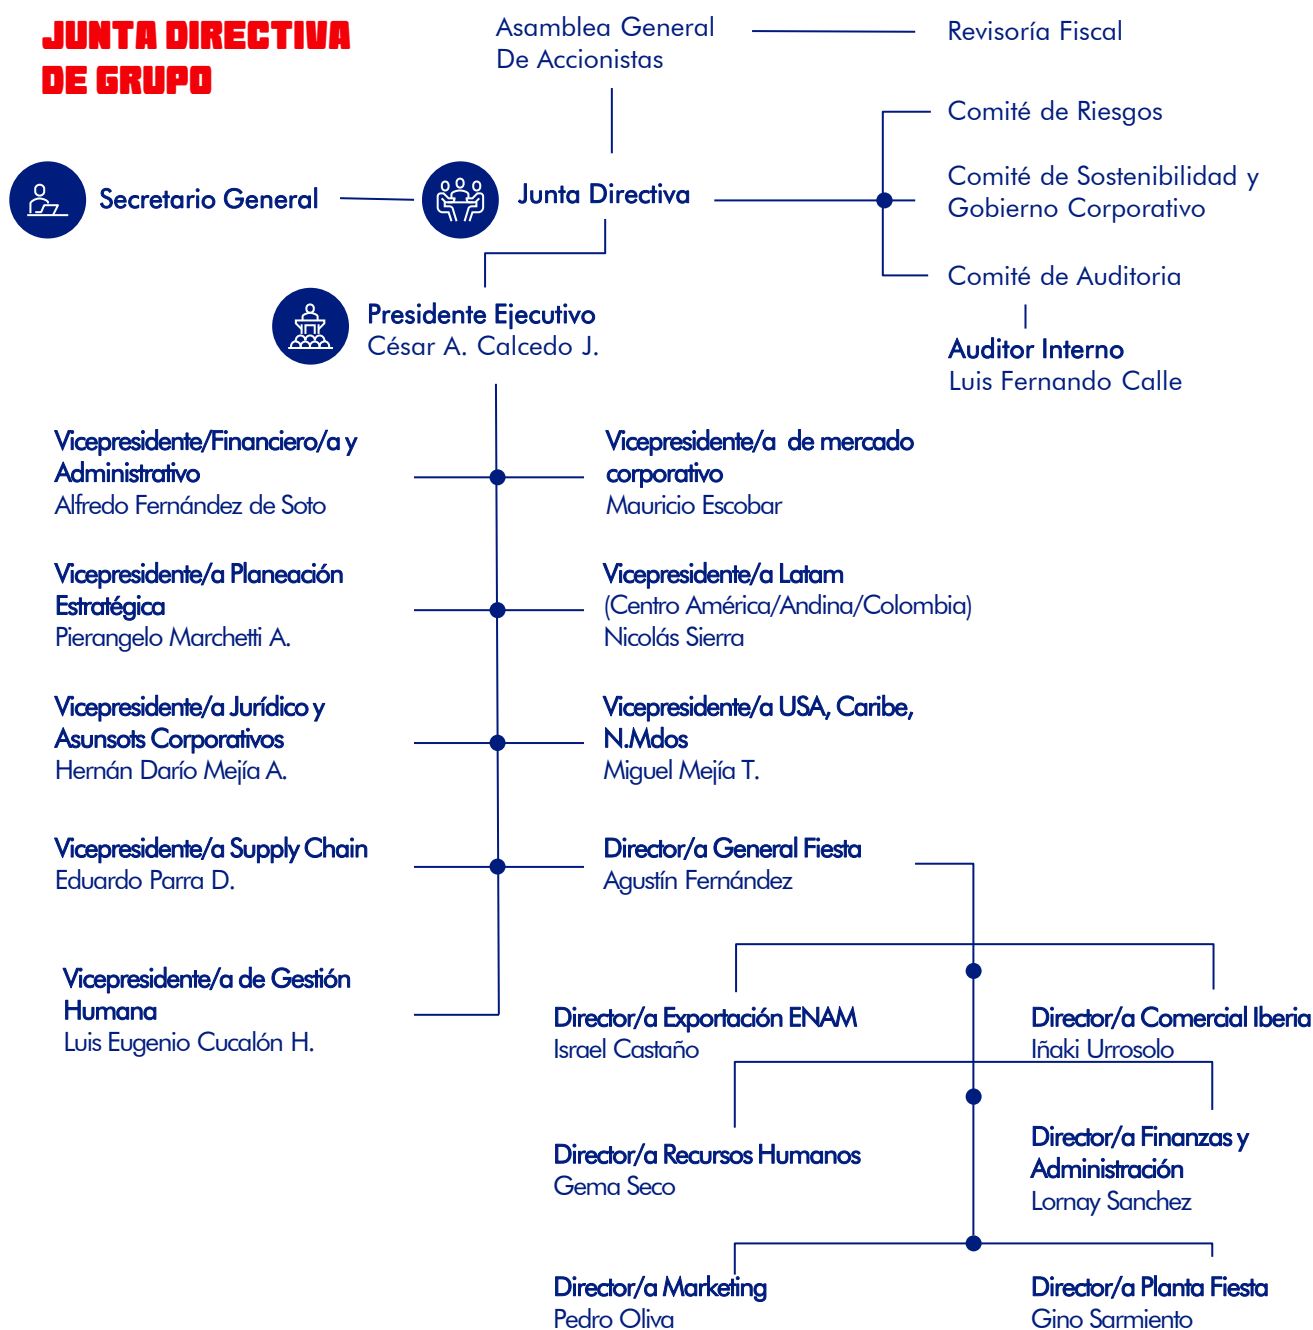 JUNTA DIRECTIVA
DE GRUPO
Asamblea General
De Accionistas
Revisoría Fiscal
Comité de Riesgos
Comité de Sostenibilidad y
Gobierno Corporativo
Secretario General
Junta Directiva
Comité de Auditoria
Auditor Interno
Luis Fernando Calle
Presidente Ejecutivo
César A. Calcedo J.
Vicepresidente/Financiero/a y
Administrativo
Alfredo Fernández de Soto
Vicepresidente/a de mercado
corporativo
Mauricio Escobar
Vicepresidente/a Planeación
Estratégica
Pierangelo Marchetti A.
Vicepresidente/a Latam
(Centro América/Andina/Colombia)
Nicolás Sierra
Vicepresidente/a Jurídico y
Asunsots Corporativos
Hernán Darío Mejía A.
Vicepresidente/a USA, Caribe,
N.Mdos
Miguel Mejía T.
Vicepresidente/a Supply Chain
Eduardo Parra D.
Director/a General Fiesta
Agustín Fernández
Vicepresidente/a de Gestión
Humana
Luis Eugenio Cucalón H.
Director/a Exportación ENAM
Israel Castaño
Director/a Comercial Iberia
Iñaki Urrosolo
Director/a Recursos Humanos
Gema Seco
Director/a Finanzas y
Administración
Lornay Sanchez
Director/a Marketing
Pedro Oliva
Director/a Planta Fiesta
Gino Sarmiento